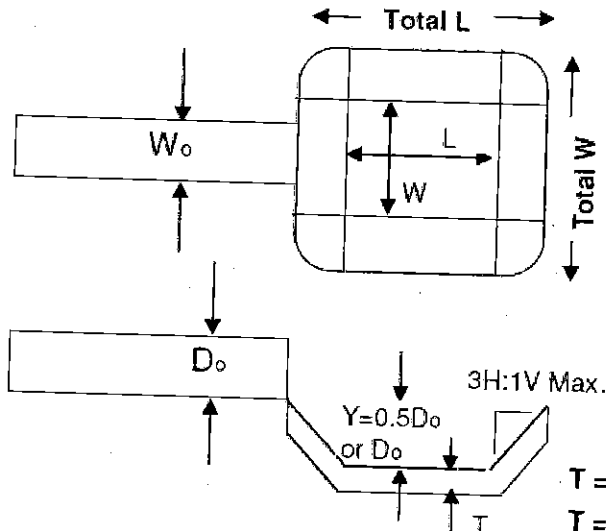 Total L
Wo
L
W
Total W
Do
3H:1V Max.
Y=0.5Do
or Do
T =
T
T =